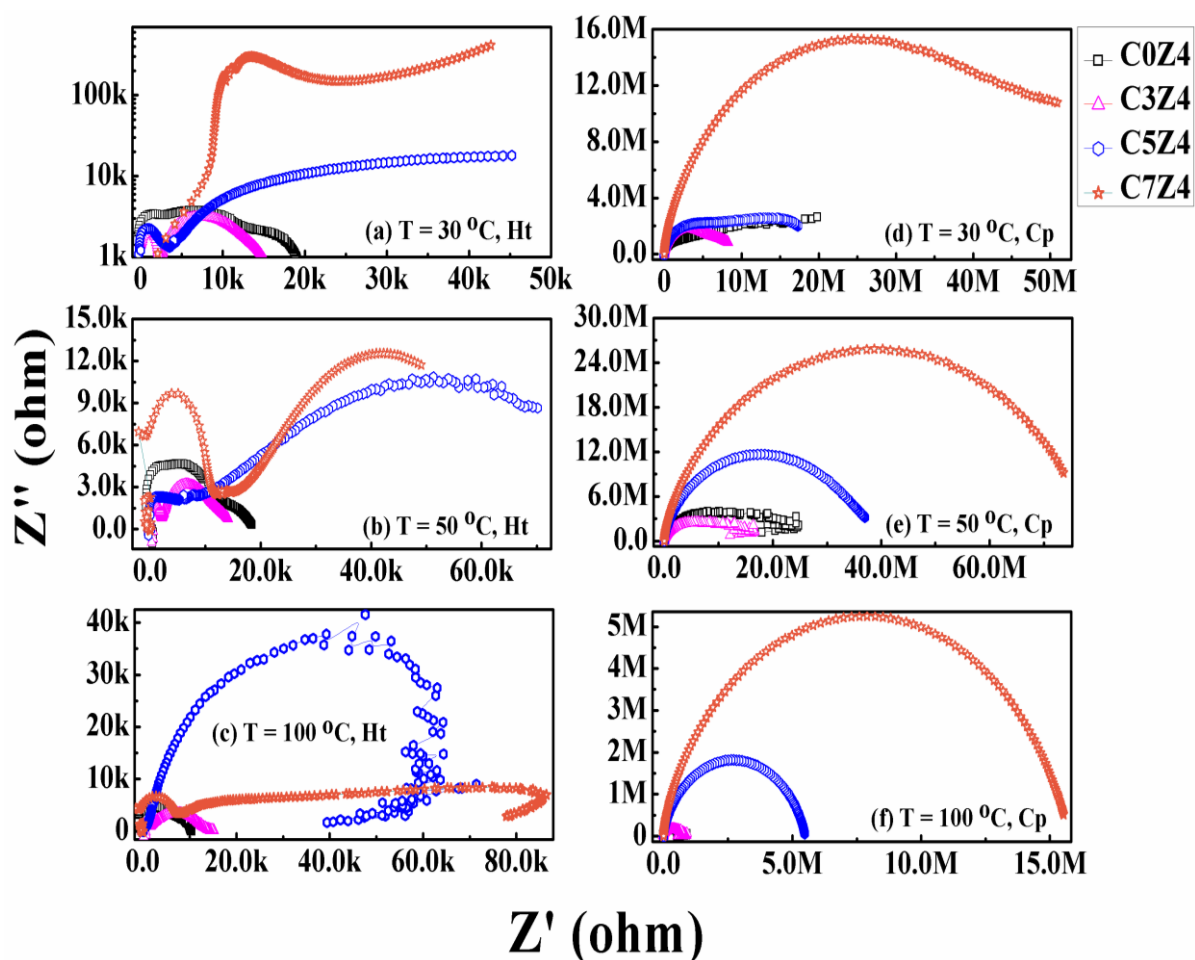 100k
10k
1k
0 10k 20k 30k 40k 50k
(a) T = 30 ⁰C, Ht
16.0M
12.0M
8.0M
4.0M
0.0
0 10M 20M 30M 40M 50M
(d) T = 30 ⁰C, Cp
C0Z4
C3Z4
C5Z4
C7Z4
15.0k
12.0k
9.0k
6.0k
3.0k
0.0
0.0 20.0k 40.0k 60.0k
(b) T = 50 ⁰C, Ht
30.0M
24.0M
18.0M
12.0M
6.0M
0.0
0.0 20.0M 40.0M 60.0M
(e) T = 50 ⁰C, Cp
40k
30k
20k
10k
0
0.0 20.0k 40.0k 60.0k 80.0k
(c) T = 100 ⁰C, Ht
5M
4M
3M
2M
1M
0
0.0 5.0M 10.0M 15.0M
(f) T = 100 ⁰C, Cp
Z'' (ohm)
Z' (ohm)